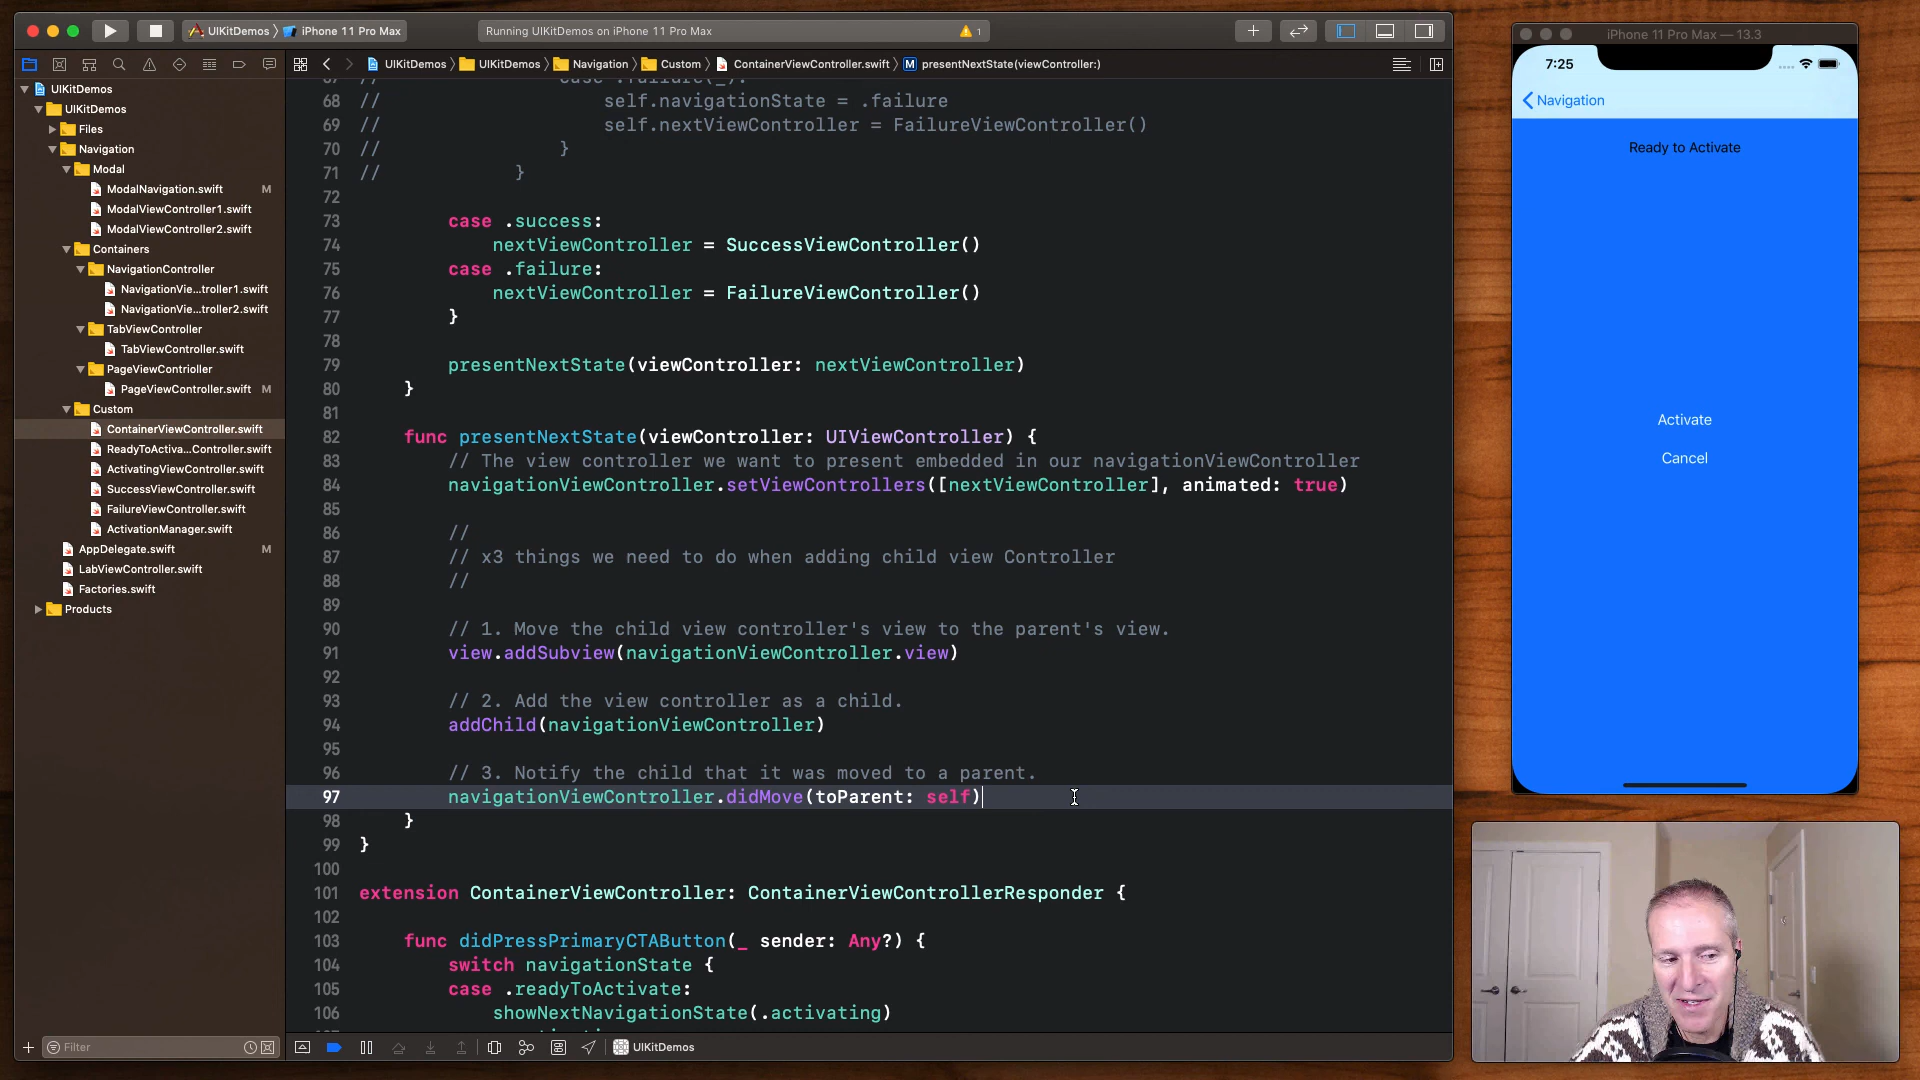 UIKitDemos
iPhone 11 Pro Max
Running UIKitDemos on iPhone 11 Pro Max
1
UIKitDemos
UIKitDemos
Navigation
Custom
ContainerViewController.swift
M
presentNextState(viewController:)
UIKitDemos
UIKitDemos
Files
Navigation
Modal
ModalNavigation.swift M
ModalViewController1.swift
ModalViewController2.swift
Containers
NavigationController
NavigationVie...troller1.swift
NavigationVie...troller2.swift
TabViewController
TabViewController.swift
PageViewControlller
PageViewController.swift M
Custom
ContainerViewController.swift
ReadyToActiva...Controller.swift
ActivatingViewController.swift
SuccessViewController.swift
FailureViewController.swift
ActivationManager.swift
AppDelegate.swift M
LabViewController.swift
Factories.swift
Products
Filter
67 // case .failure(_):
68 // self.navigationState = .failure
69 // self.nextViewController = FailureViewController()
70 // }
71 // }
72
73 case .success:
74 nextViewController = SuccessViewController()
75 case .failure:
76 nextViewController = FailureViewController()
77 }
78
79 presentNextState(viewController: nextViewController)
80 }
81
82 func presentNextState(viewController: UIViewController) {
83 // The view controller we want to present embedded in our navigationViewController
84 navigationViewController.setViewControllers([nextViewController], animated: true)
85
86 //
87 // x3 things we need to do when adding child view Controller
88 //
89
90 // 1. Move the child view controller's view to the parent's view.
91 view.addSubview(navigationViewController.view)
92
93 // 2. Add the view controller as a child.
94 addChild(navigationViewController)
95
96 // 3. Notify the child that it was moved to a parent.
97 navigationViewController.didMove(toParent: self)
98 }
99 }
100
101 extension ContainerViewController: ContainerViewControllerResponder {
102
103 func didPressPrimaryCTAButton(_ sender: Any?) {
104 switch navigationState {
105 case .readyToActivate:
106 showNextNavigationState(.activating)
UIKitDemos
iPhone 11 Pro Max — 13.3
7:25
Navigation
Ready to Activate
Activate
Cancel